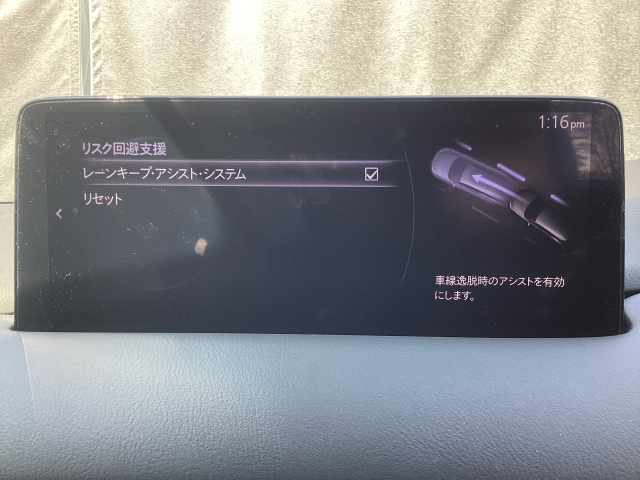 1:16 pm
リスク回避支援
レーンキープ・アシスト・システム
リセット
車線逸脱時のアシストを有効
にします。